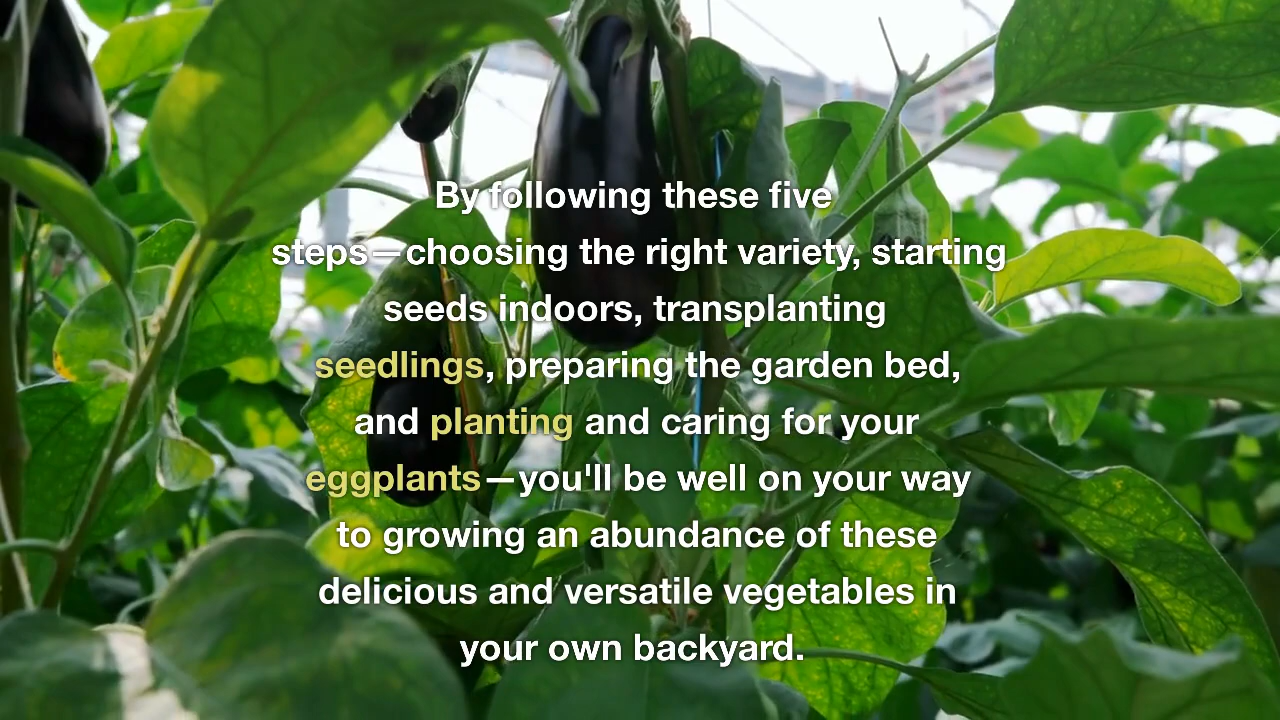 By following these five
steps—choosing the right variety, starting
seeds indoors, transplanting
seedlings, preparing the garden bed,
and planting and caring for your
eggplants—you'll be well on your way
to growing an abundance of these
delicious and versatile vegetables in
your own backyard.